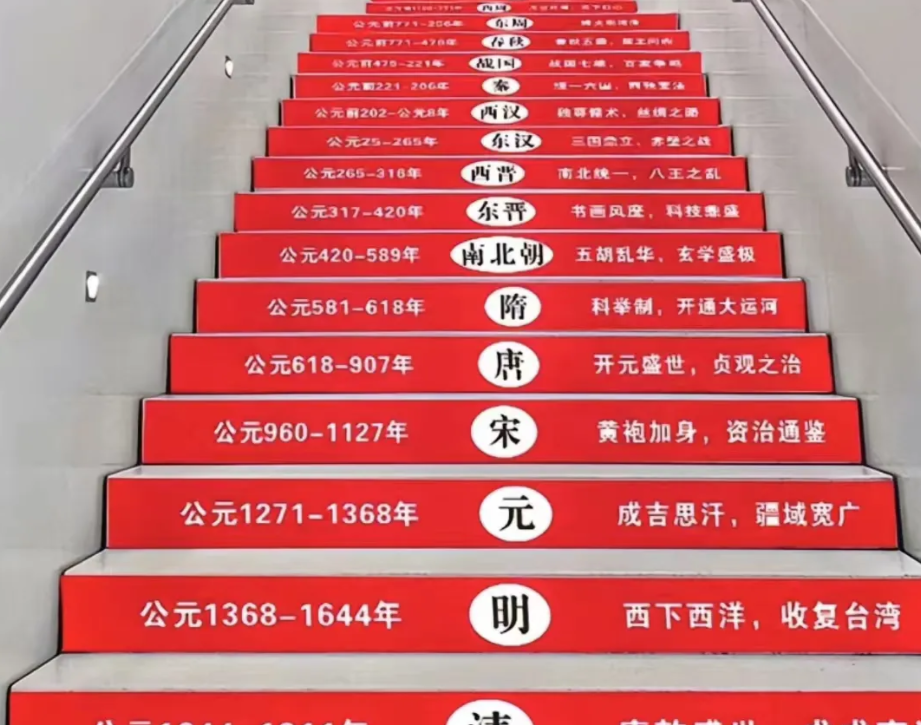 西周
公元前771-256年 东周
公元前771-476年 春秋
公元前475-221年 战国 战国七雄，百家争鸣
公元前221-206年 秦
公元前202-公元8年 西汉 独尊儒术，丝绸之路
公元25-265年 东汉 三国鼎立，赤壁之战
公元265-316年 西晋 南北统一，八王之乱
公元317-420年 东晋 书画风度，科技鼎盛
公元420-589年 南北朝 五胡乱华，玄学盛极
公元581-618年 隋 科举制，开通大运河
公元618-907年 唐 开元盛世，贞观之治
公元960-1127年 宋 黄袍加身，资治通鉴
公元1271-1368年 元 成吉思汗，疆域宽广
公元1368-1644年 明 西下西洋，收复台湾
清